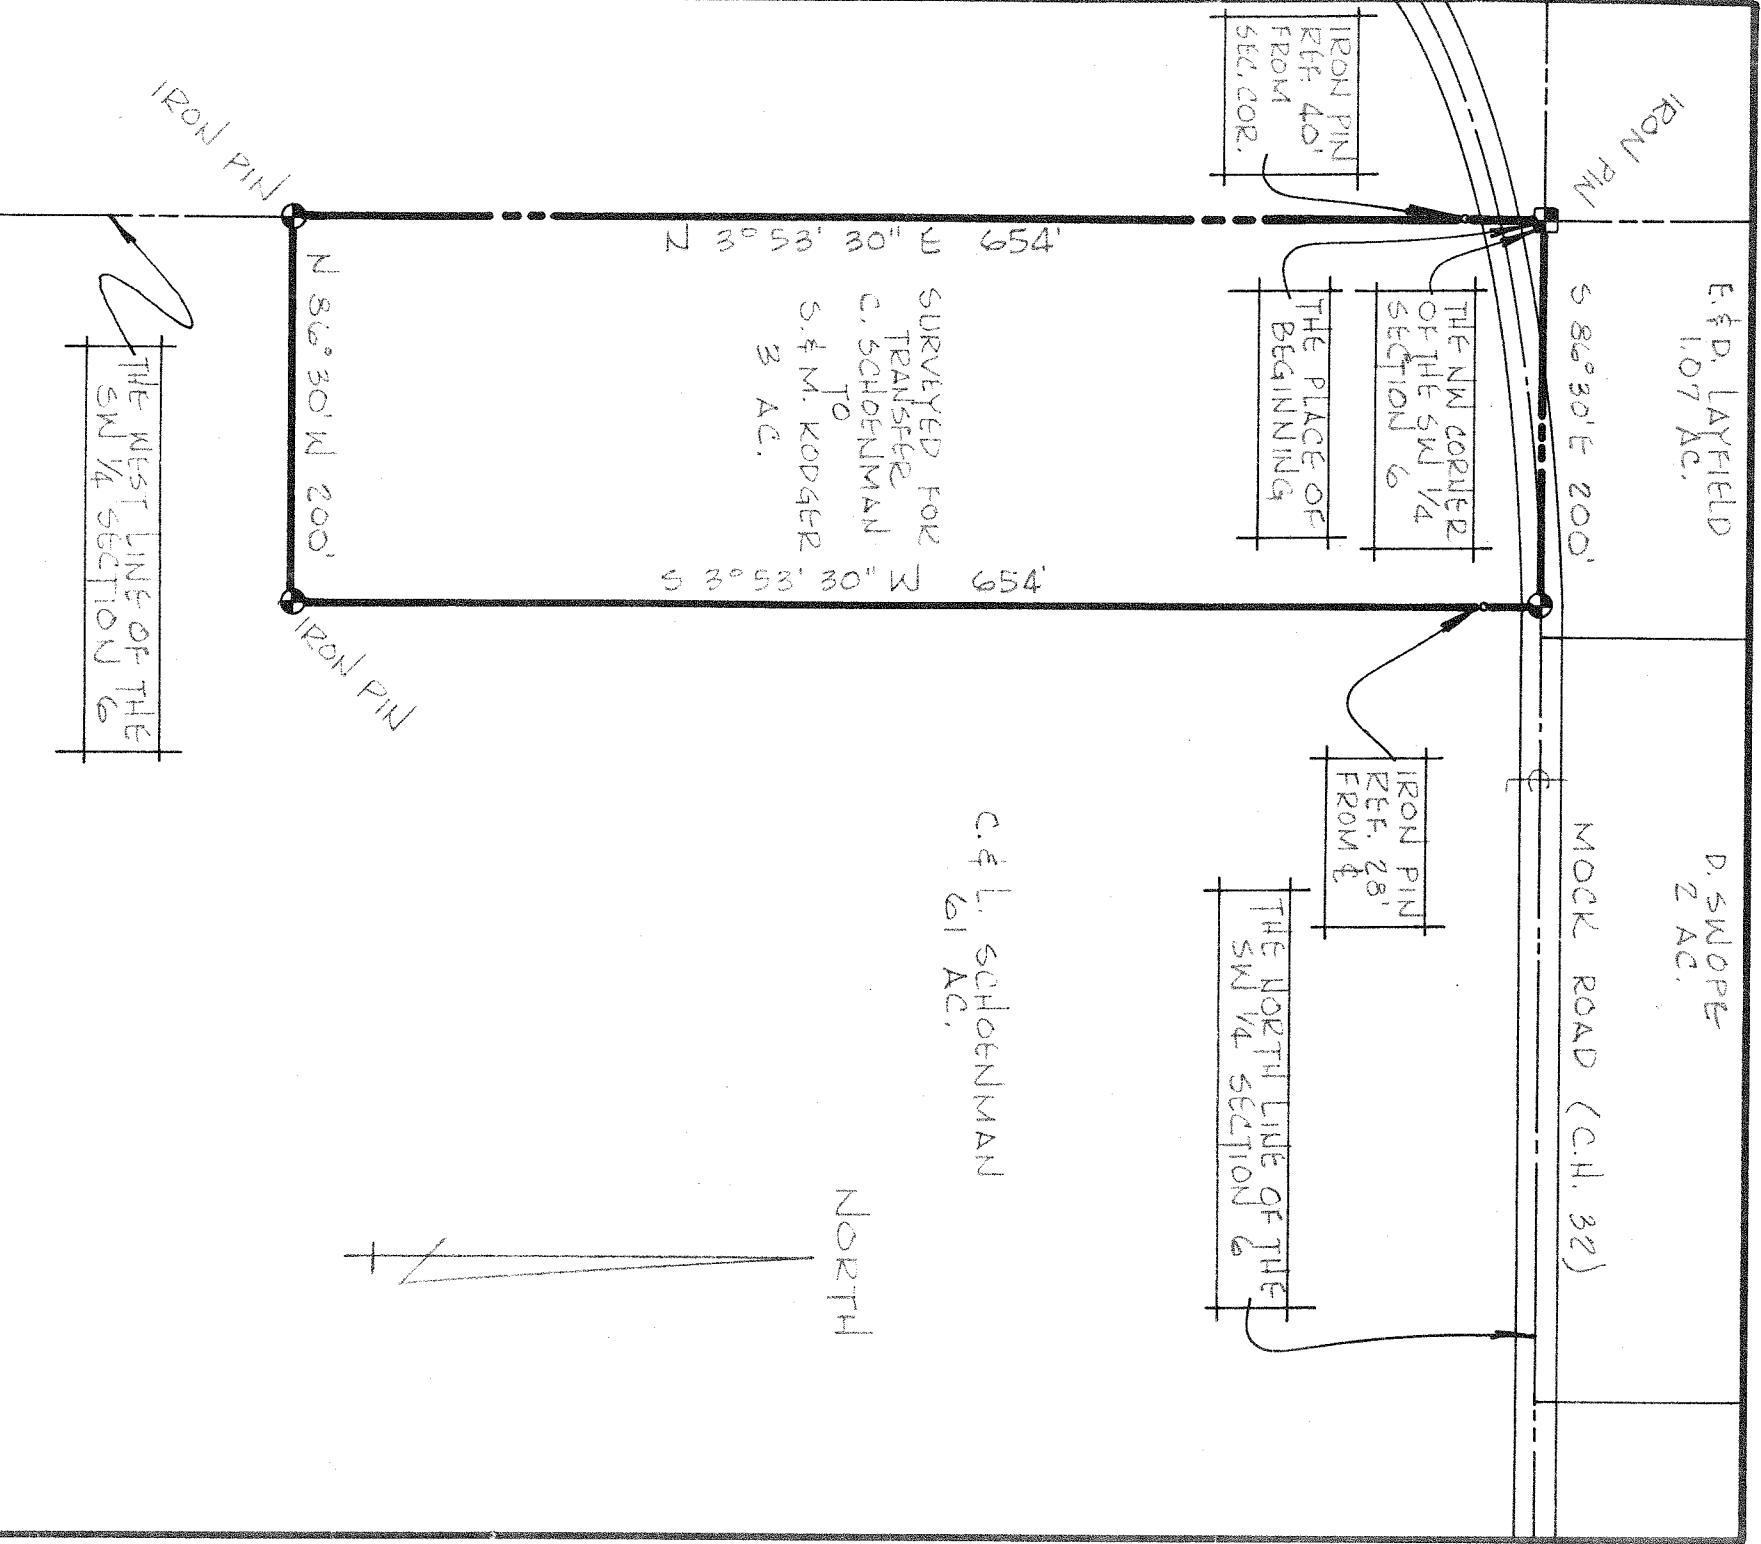 E. & D. LAYFIELD
1.07 AC.
D. SWOPE
2 AC.
IRON PIN
S 86° 30' E 200'
MOCK ROAD (C.H. 32)
THE NW CORNER
OF THE SW 1/4
SECTION 6
THE PLACE OF
BEGINNING
IRON PIN
REF. 40'
FROM
SEC. COR.
IRON PIN
REF. 28'
FROM ℄
THE NORTH LINE OF THE
SW 1/4 SECTION 6
N 3° 53' 30" E 654'
SURVEYED FOR
TRANSFER
C. SCHOENMAN
TO
S. & M. KODGER
3 AC.
S 3° 53' 30" W 654'
C. & L. SCHOENMAN
61 AC.
NORTH
N 86° 30' W 200'
IRON PIN
IRON PIN
THE WEST LINE OF THE
SW 1/4 SECTION 6
℄